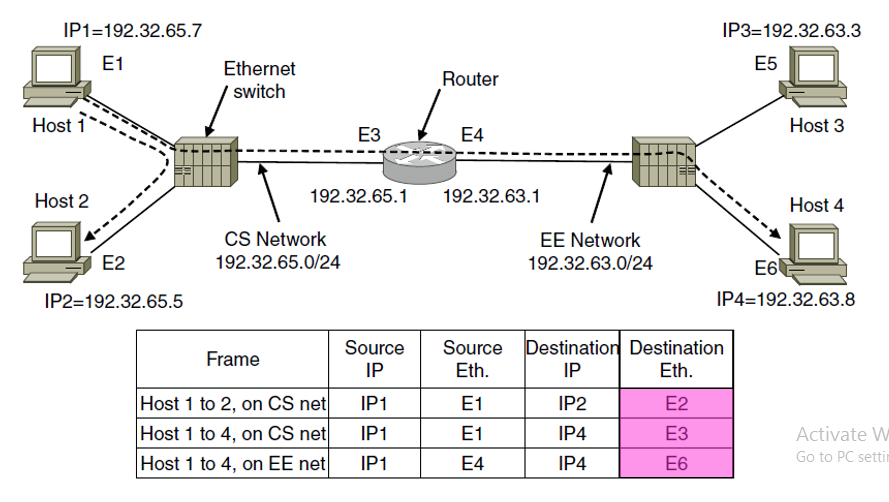 IP1=192.32.65.7
IP3=192.32.63.3
E1
Ethernet
switch
Router
E5
Host 1
E3
E4
Host 3
Host 2
192.32.65.1
192.32.63.1
Host 4
CS Network
192.32.65.0/24
EE Network
192.32.63.0/24
E2
E6
IP2=192.32.65.5
IP4=192.32.63.8
Frame
Source
IP
Source
Eth.
Destination
IP
Destination
Eth.
Host 1 to 2, on CS net IP1 E1 IP2 E2
Host 1 to 4, on CS net IP1 E1 IP4 E3
Host 1 to 4, on EE net IP1 E4 IP4 E6
Activate W
Go to PC settin